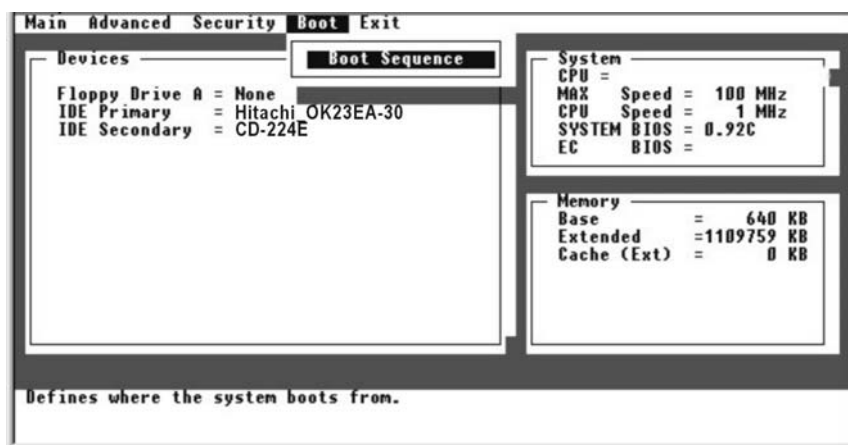 Main Advanced Security Boot Exit
Devices
Boot Sequence
Floppy Drive A = None
IDE Primary = Hitachi_OK23EA-30
IDE Secondary = CD-224E
System
CPU =
MAX Speed = 100 MHz
CPU Speed = 1 MHz
SYSTEM BIOS = 0.92C
EC BIOS =
Memory
Base = 640 KB
Extended =1109759 KB
Cache (Ext) = 0 KB
Defines where the system boots from.